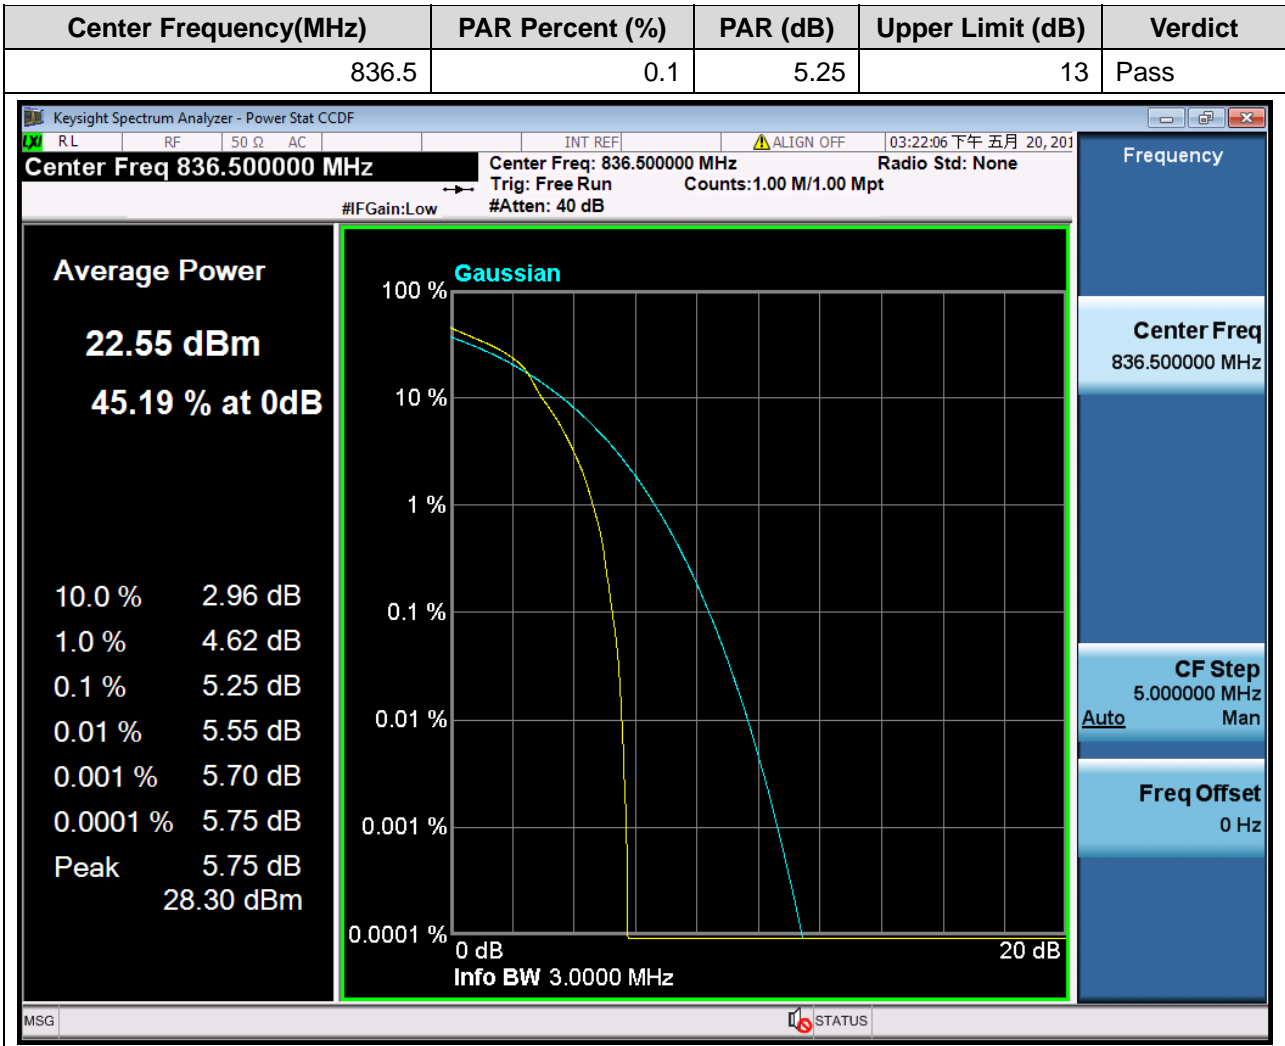 Center Frequency(MHz) PAR Percent (%) PAR (dB) Upper Limit (dB) Verdict
836.5 0.1 5.25 13 Pass
Keysight Spectrum Analyzer - Power Stat CCDF
LXI RL RF 50 Ω AC INT REF ALIGN OFF 03:22:06 下午 五月 20, 201
Center Freq 836.500000 MHz
Center Freq: 836.500000 MHz Radio Std: None
Trig: Free Run Counts:1.00 M/1.00 Mpt
#IFGain:Low #Atten: 40 dB
Average Power
22.55 dBm
45.19 % at 0dB
10.0 % 2.96 dB
1.0 % 4.62 dB
0.1 % 5.25 dB
0.01 % 5.55 dB
0.001 % 5.70 dB
0.0001 % 5.75 dB
Peak 5.75 dB
28.30 dBm
Gaussian
100 %
10 %
1 %
0.1 %
0.01 %
0.001 %
0.0001 %
0 dB 20 dB
Info BW 3.0000 MHz
Frequency
Center Freq
836.500000 MHz
CF Step
5.000000 MHz
Auto Man
Freq Offset
0 Hz
MSG STATUS